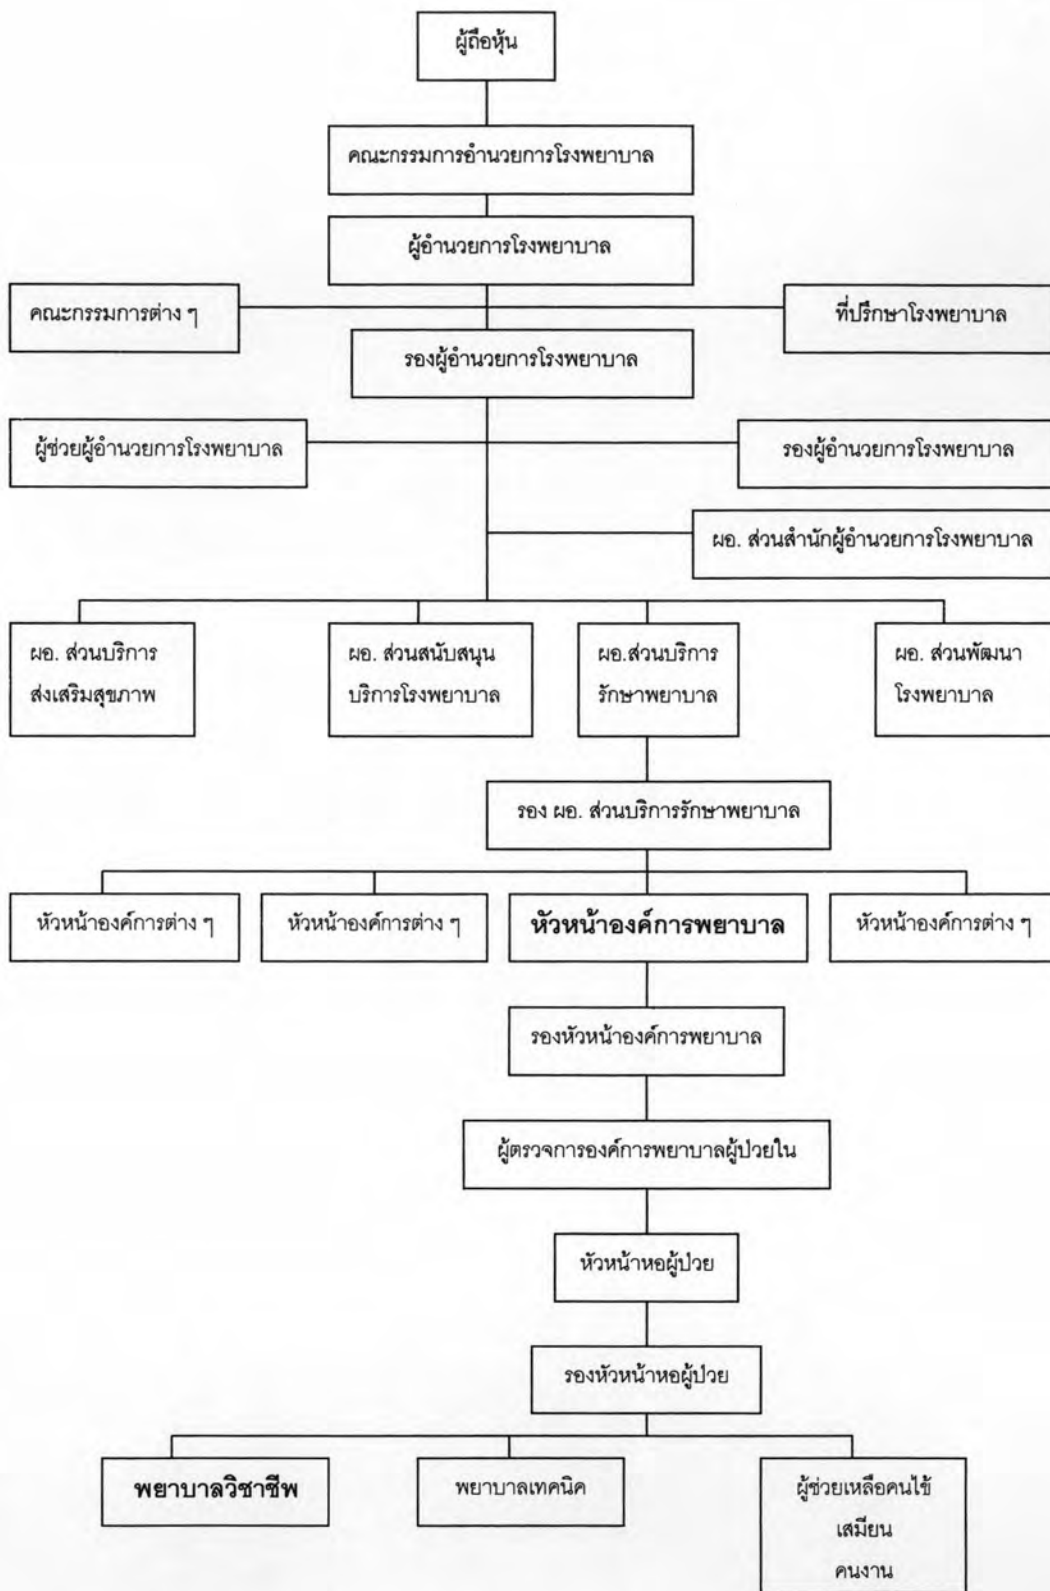 ผู้ถือหุ้น
คณะกรรมการอำนวยการโรงพยาบาล
ผู้อำนวยการโรงพยาบาล
คณะกรรมการต่าง ๆ
ที่ปรึกษาโรงพยาบาล
รองผู้อำนวยการโรงพยาบาล
ผู้ช่วยผู้อำนวยการโรงพยาบาล
รองผู้อำนวยการโรงพยาบาล
ผอ. ส่วนสำนักผู้อำนวยการโรงพยาบาล
ผอ. ส่วนบริการ
ส่งเสริมสุขภาพ
ผอ. ส่วนสนับสนุน
บริการโรงพยาบาล
ผอ.ส่วนบริการ
รักษาพยาบาล
ผอ. ส่วนพัฒนา
โรงพยาบาล
รอง ผอ. ส่วนบริการรักษาพยาบาล
หัวหน้าองค์การต่าง ๆ
หัวหน้าองค์การต่าง ๆ
หัวหน้าองค์การพยาบาล
หัวหน้าองค์การต่าง ๆ
รองหัวหน้าองค์การพยาบาล
ผู้ตรวจการองค์การพยาบาลผู้ป่วยใน
หัวหน้าหอผู้ป่วย
รองหัวหน้าหอผู้ป่วย
พยาบาลวิชาชีพ
พยาบาลเทคนิค
ผู้ช่วยเหลือคนไข้
เสมียน
คนงาน